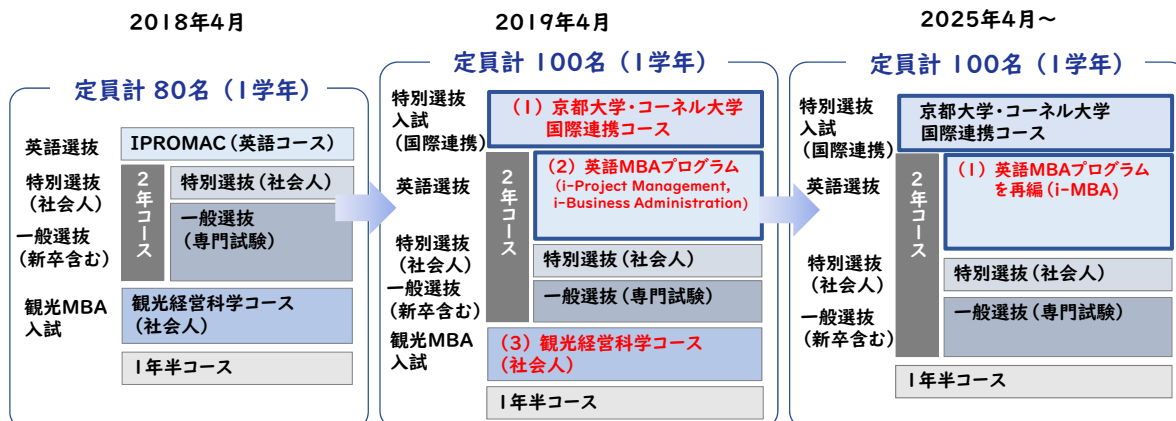 2018年4月
定員計 80名（1学年）
英語選抜
IPROMAC（英語コース）
特別選抜
（社会人）
2年コース
特別選抜（社会人）
一般選抜
（新卒含む）
一般選抜
（専門試験）
観光MBA
入試
観光経営科学コース
（社会人）
1年半コース
2019年4月
定員計 100名（1学年）
特別選抜
入試
（国際連携）
（1）京都大学・コーネル大学
国際連携コース
英語選抜
2年コース
（2）英語MBAプログラム
（i-Project Management,
i-Business Administration）
特別選抜
（社会人）
特別選抜（社会人）
一般選抜
（新卒含む）
一般選抜（専門試験）
観光MBA
入試
（3）観光経営科学コース
（社会人）
1年半コース
2025年4月～
定員計 100名（1学年）
特別選抜
入試
（国際連携）
京都大学・コーネル大学
国際連携コース
英語選抜
2年コース
（1）英語MBAプログラム
を再編（i-MBA）
特別選抜
（社会人）
特別選抜（社会人）
一般選抜
（新卒含む）
一般選抜（専門試験）
1年半コース